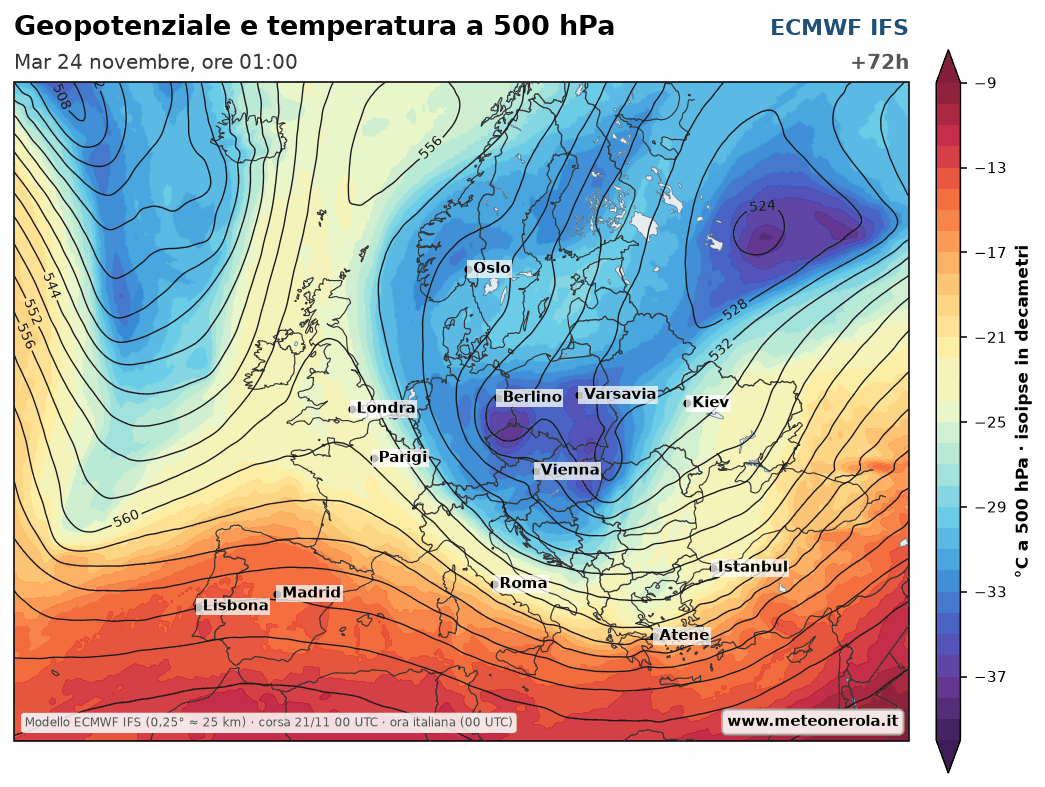 Geopotenziale e temperatura a 500 hPa
ECMWF IFS
Mar 24 novembre, ore 01:00
+72h
508
556
524
544
552
556
528
532
560
Oslo
Berlino
Varsavia
Kiev
Londra
Parigi
Vienna
Istanbul
Roma
Madrid
Lisbona
Atene
Modello ECMWF IFS (0,25° ≈ 25 km) · corsa 21/11 00 UTC · ora italiana (00 UTC)
www.meteonerola.it
−9
−13
−17
−21
−25
−29
−33
−37
°C a 500 hPa · isoipse in decametri